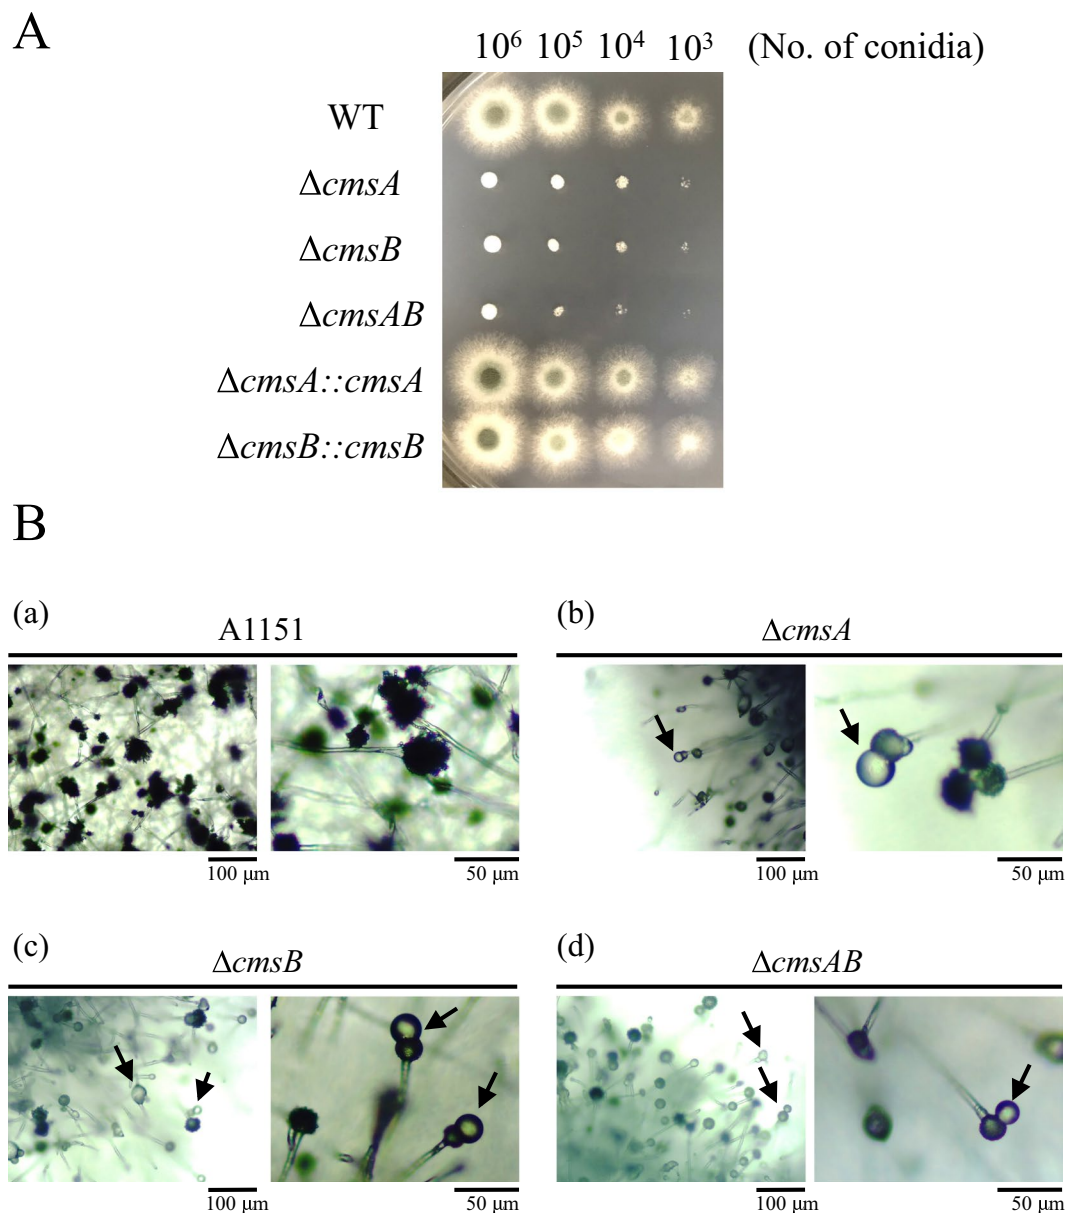 A
10⁶ 10⁵ 10⁴ 10³ (No. of conidia)
WT
ΔcmsA
ΔcmsB
ΔcmsAB
ΔcmsA::cmsA
ΔcmsB::cmsB
B
(a)
A1151
100 μm
50 μm
(b)
ΔcmsA
100 μm
50 μm
(c)
ΔcmsB
100 μm
50 μm
(d)
ΔcmsAB
100 μm
50 μm